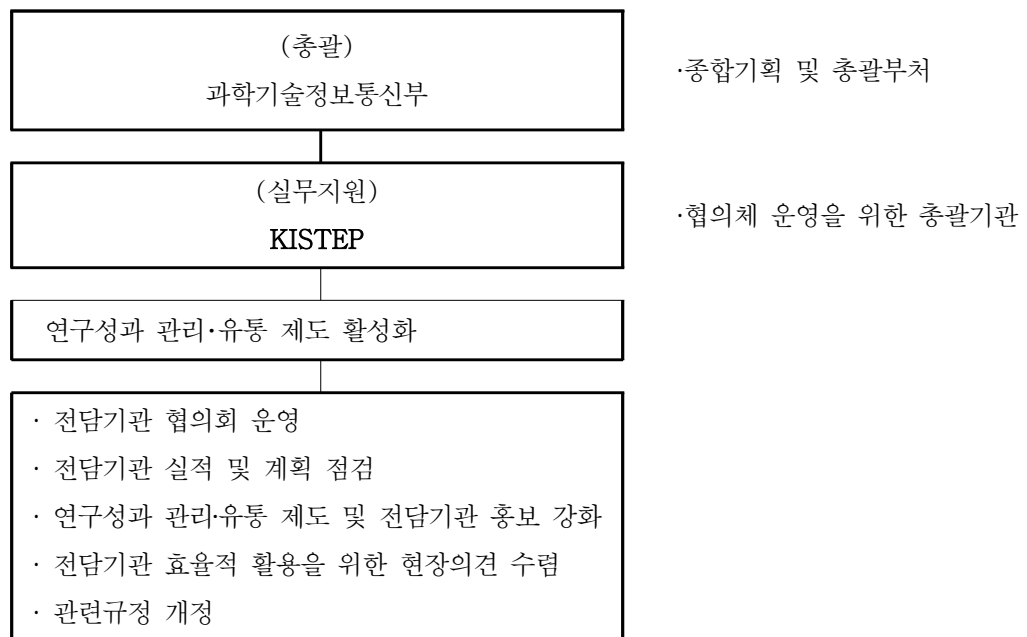 (총괄)
과학기술정보통신부
·종합기획 및 총괄부처
(실무지원)
KISTEP
·협의체 운영을 위한 총괄기관
연구성과 관리·유통 제도 활성화
· 전담기관 협의회 운영
· 전담기관 실적 및 계획 점검
· 연구성과 관리·유통 제도 및 전담기관 홍보 강화
· 전담기관 효율적 활용을 위한 현장의견 수렴
· 관련규정 개정